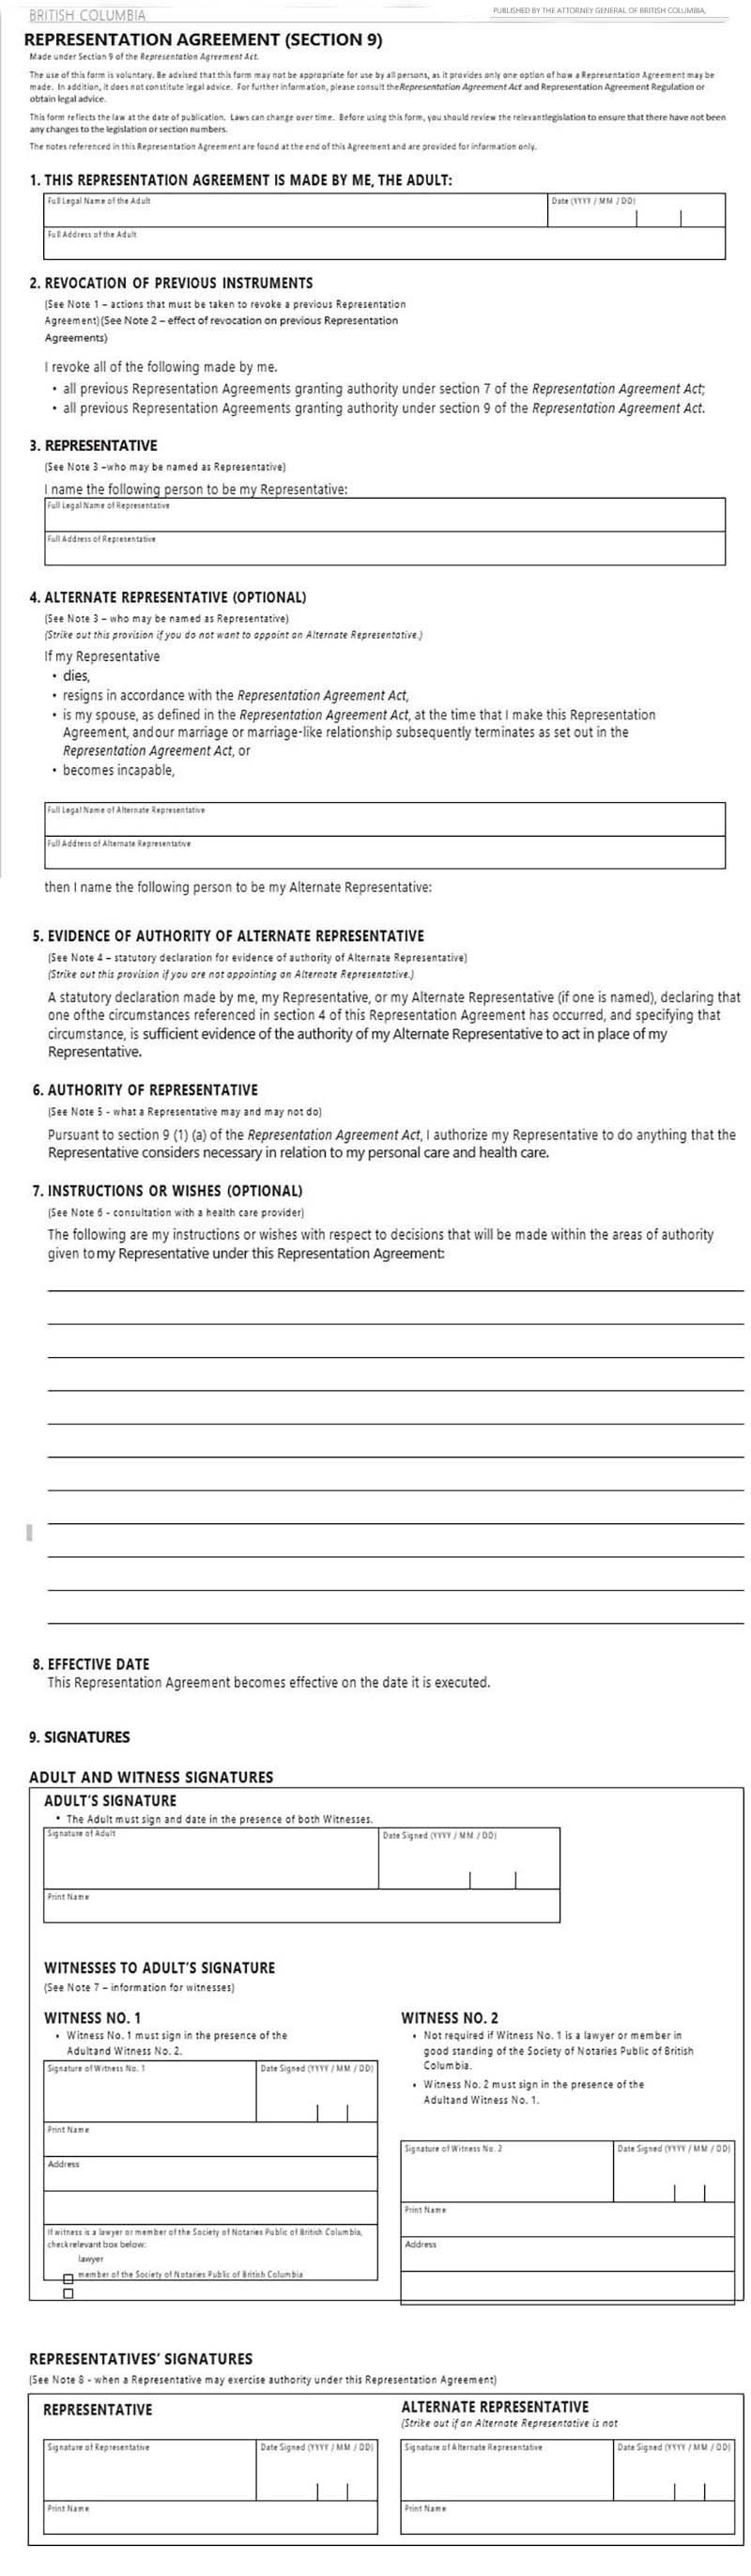 BRITISH COLUMBIA
PUBLISHED BY THE ATTORNEY GENERAL OF BRITISH COLUMBIA,
REPRESENTATION AGREEMENT (SECTION 9)
Made under Section 9 of the Representation Agreement Act.
The use of this form is voluntary. Be advised that this form may not be appropriate for use by all persons, as it provides only one option of how a Representation Agreement may be
made. In addition, it does not constitute legal advice. For further information, please consult theRepresentation Agreement Act and Representation Agreement Regulation or
obtain legal advice.
This form reflects the law at the date of publication. Laws can change over time. Before using this form, you should review the relevantlegislation to ensure that there have not been
any changes to the legislation or section numbers.
The notes referenced in this Representation Agreement are found at the end of this Agreement and are provided for information only.
1. THIS REPRESENTATION AGREEMENT IS MADE BY ME, THE ADULT:
Full Legal Name of the Adult
Date (YYYY / MM / DD)
Full Address of the Adult
2. REVOCATION OF PREVIOUS INSTRUMENTS
(See Note 1 – actions that must be taken to revoke a previous Representation
Agreement)(See Note 2 – effect of revocation on previous Representation
Agreements)
I revoke all of the following made by me.
• all previous Representation Agreements granting authority under section 7 of the Representation Agreement Act;
• all previous Representation Agreements granting authority under section 9 of the Representation Agreement Act.
3. REPRESENTATIVE
(See Note 3 –who may be named as Representative)
I name the following person to be my Representative:
Full Legal Name of Representative
Full Address of Representative
4. ALTERNATE REPRESENTATIVE (OPTIONAL)
(See Note 3 – who may be named as Representative)
(Strike out this provision if you do not want to appoint an Alternate Representative.)
If my Representative
• dies,
• resigns in accordance with the Representation Agreement Act,
• is my spouse, as defined in the Representation Agreement Act, at the time that I make this Representation
Agreement, andour marriage or marriage-like relationship subsequently terminates as set out in the
Representation Agreement Act, or
• becomes incapable,
Full Legal Name of Alternate Representative
Full Address of Alternate Representative
then I name the following person to be my Alternate Representative:
5. EVIDENCE OF AUTHORITY OF ALTERNATE REPRESENTATIVE
(See Note 4 – statutory declaration for evidence of authority of Alternate Representative)
(Strike out this provision if you are not appointing an Alternate Representative.)
A statutory declaration made by me, my Representative, or my Alternate Representative (if one is named), declaring that
one ofthe circumstances referenced in section 4 of this Representation Agreement has occurred, and specifying that
circumstance, is sufficient evidence of the authority of my Alternate Representative to act in place of my
Representative.
6. AUTHORITY OF REPRESENTATIVE
(See Note 5 - what a Representative may and may not do)
Pursuant to section 9 (1) (a) of the Representation Agreement Act, I authorize my Representative to do anything that the
Representative considers necessary in relation to my personal care and health care.
7. INSTRUCTIONS OR WISHES (OPTIONAL)
(See Note 6 - consultation with a health care provider)
The following are my instructions or wishes with respect to decisions that will be made within the areas of authority
given to my Representative under this Representation Agreement:
8. EFFECTIVE DATE
This Representation Agreement becomes effective on the date it is executed.
9. SIGNATURES
ADULT AND WITNESS SIGNATURES
ADULT'S SIGNATURE
• The Adult must sign and date in the presence of both Witnesses.
Signature of Adult
Date Signed (YYYY / MM / DD)
Print Name
WITNESSES TO ADULT'S SIGNATURE
(See Note 7 – information for witnesses)
WITNESS NO. 1
• Witness No. 1 must sign in the presence of the
Adultand Witness No. 2.
Signature of Witness No. 1
Date Signed (YYYY / MM / DD)
Print Name
Address
If witness is a lawyer or member of the Society of Notaries Public of British Columbia,
check relevant box below:
lawyer
member of the Society of Notaries Public of British Columbia
WITNESS NO. 2
• Not required if Witness No. 1 is a lawyer or member in
good standing of the Society of Notaries Public of British
Columbia.
• Witness No. 2 must sign in the presence of the
Adultand Witness No. 1.
Signature of Witness No. 2
Date Signed (YYYY / MM / DD)
Print Name
Address
REPRESENTATIVES' SIGNATURES
(See Note 8 - when a Representative may exercise authority under this Representation Agreement)
REPRESENTATIVE
Signature of Representative
Date Signed (YYYY / MM / DD)
Print Name
ALTERNATE REPRESENTATIVE
(Strike out if an Alternate Representative is not
Signature of Alternate Representative
Date Signed (YYYY / MM / DD)
Print Name